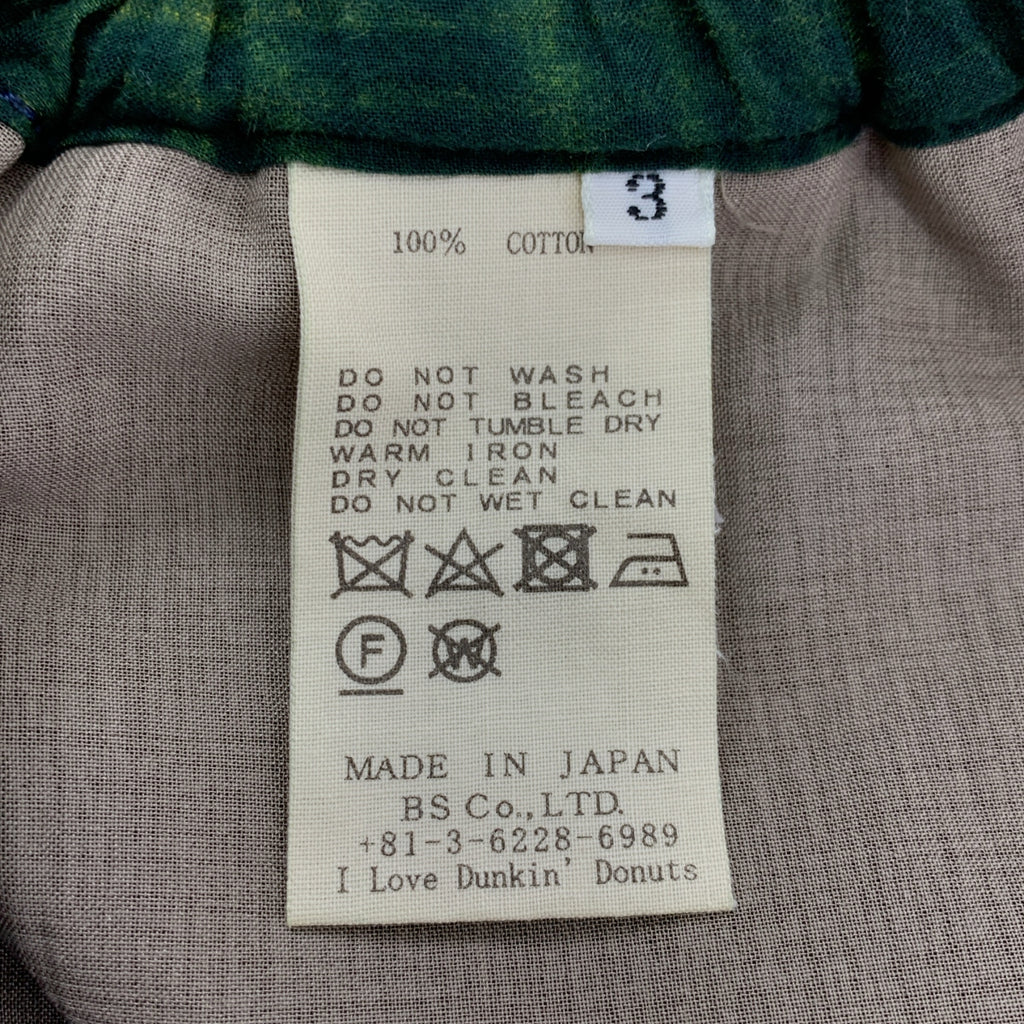 3
100% COTTON
DO NOT WASH
DO NOT BLEACH
DO NOT TUMBLE DRY
WARM IRON
DRY CLEAN
DO NOT WET CLEAN
F W
MADE IN JAPAN
BS Co.,LTD.
+81-3-6228-6989
I Love Dunkin' Donuts